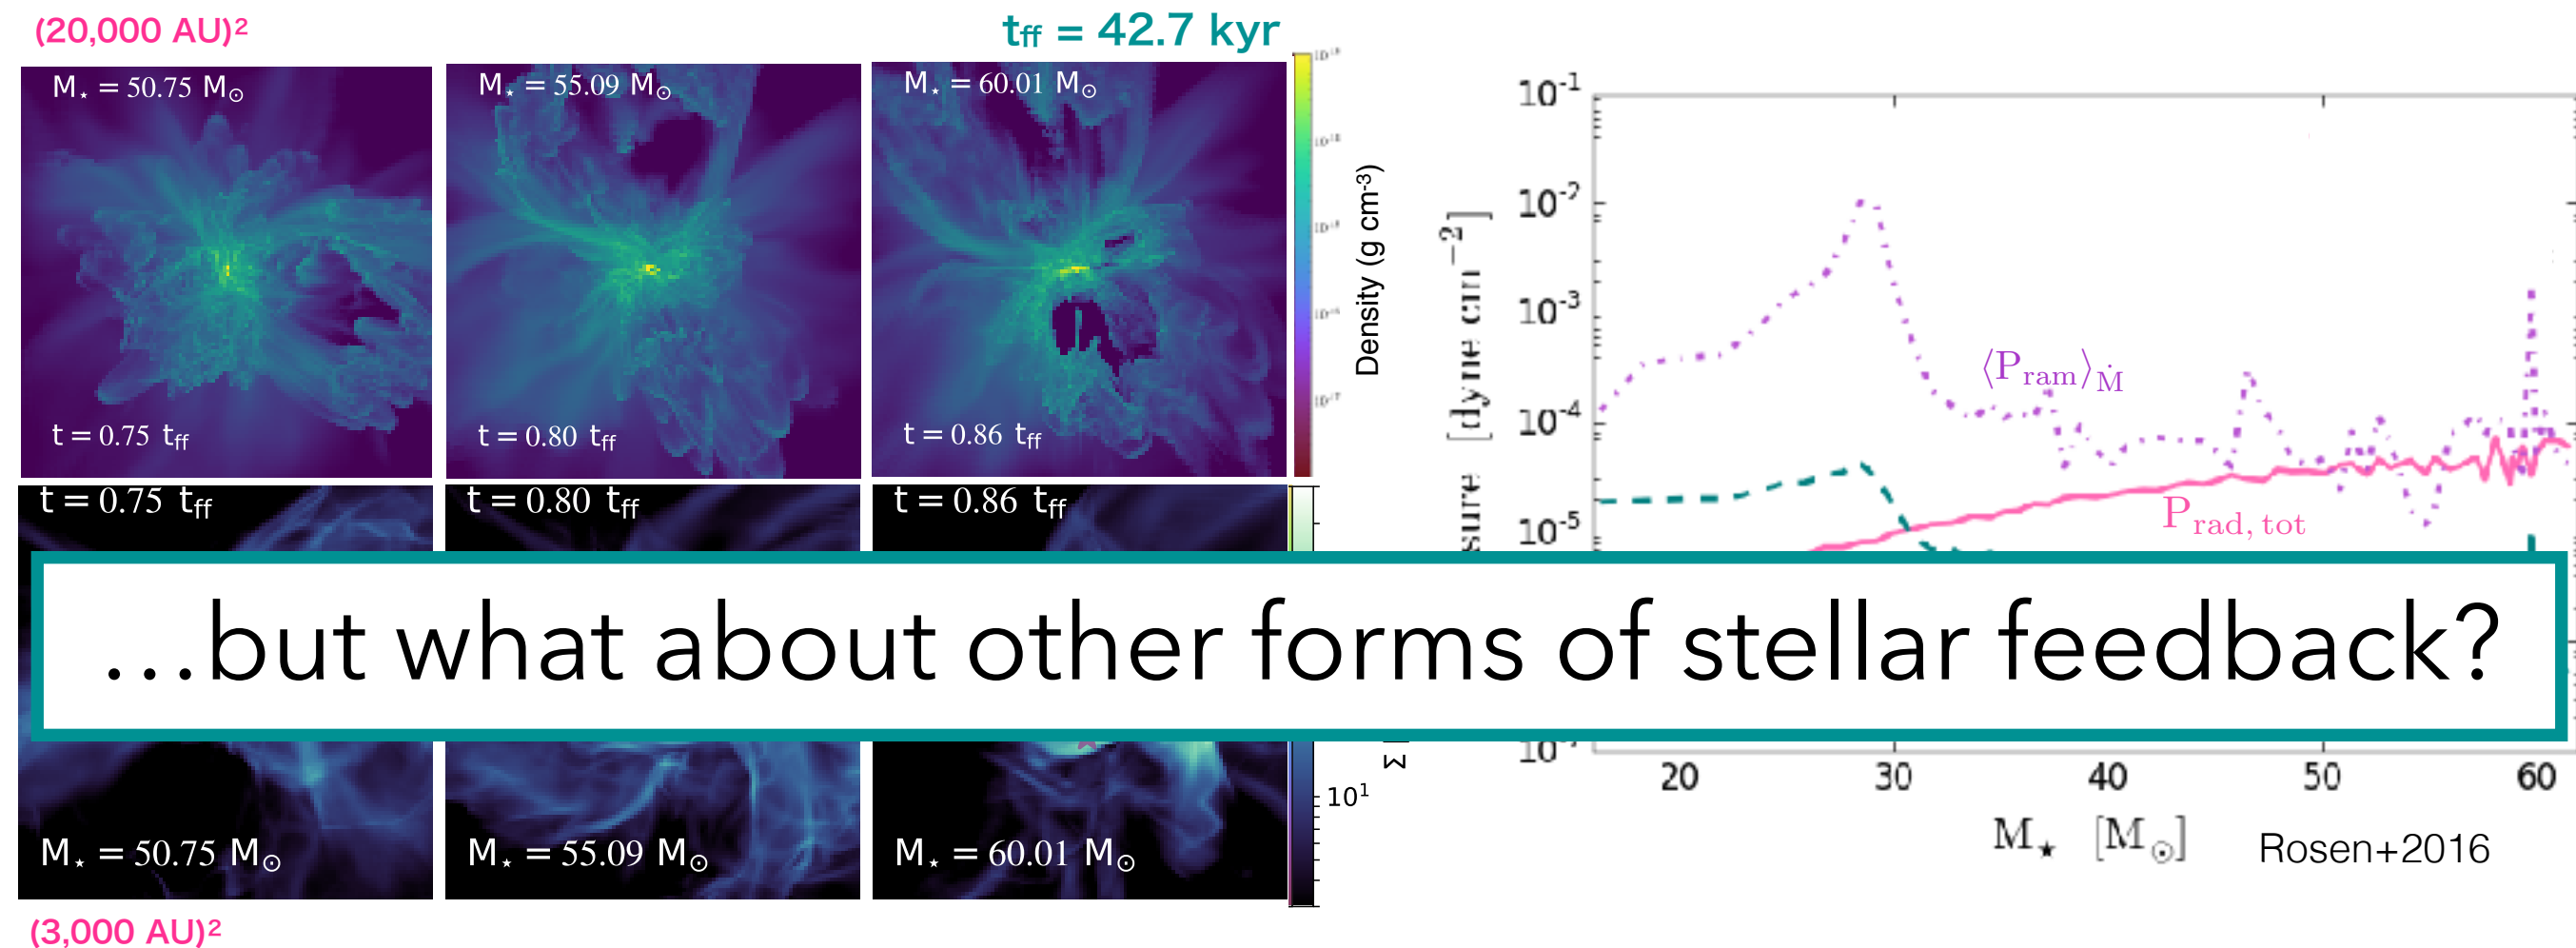 (20,000 AU)²
t_ff = 42.7 kyr
M⋆ = 50.75 M⊙
M⋆ = 55.09 M⊙
M⋆ = 60.01 M⊙
t = 0.75 t_ff
t = 0.80 t_ff
t = 0.86 t_ff
Density (g cm⁻³)
t = 0.75 t_ff
t = 0.80 t_ff
t = 0.86 t_ff
…but what about other forms of stellar feedback?
M⋆ = 50.75 M⊙
M⋆ = 55.09 M⊙
M⋆ = 60.01 M⊙
10¹
Σ
(3,000 AU)²
10⁻¹
10⁻²
10⁻³
10⁻⁴
10⁻⁵
[dyne cm⁻²]
⟨P_ram⟩_Ṁ
P_rad, tot
20 30 40 50 60
M⋆ [M⊙]
Rosen+2016